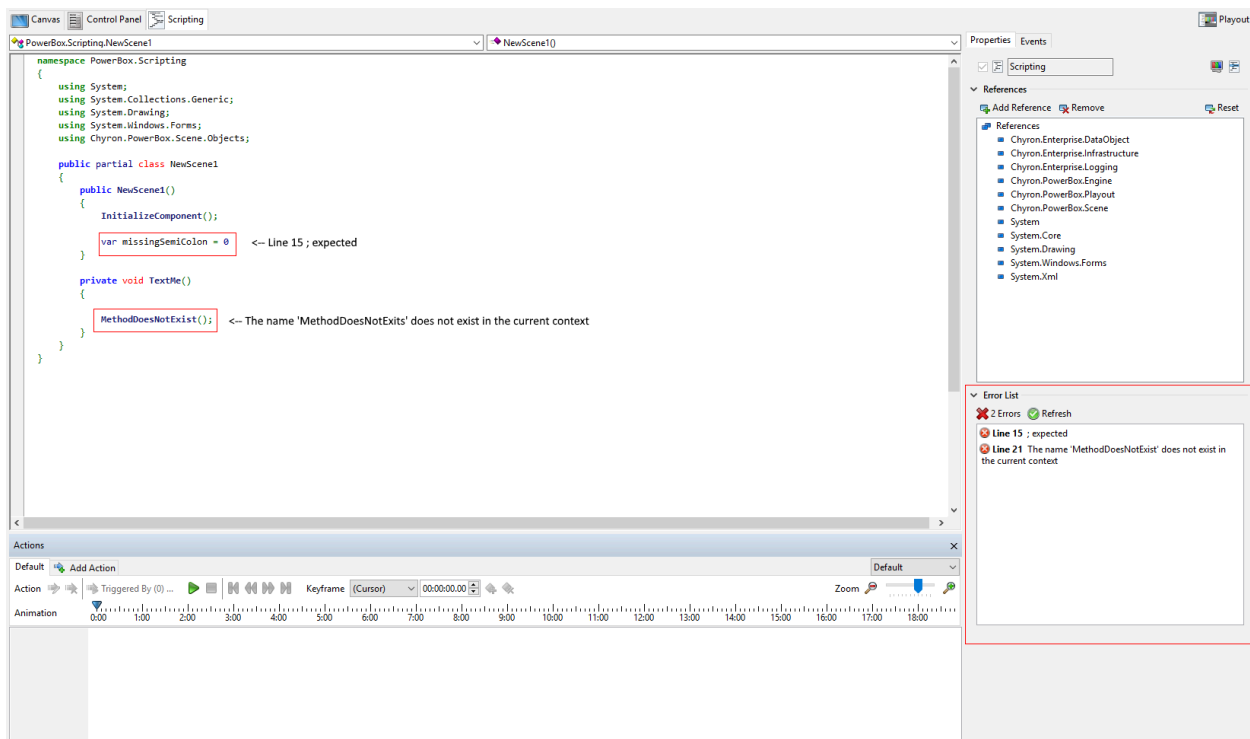 Canvas Control Panel Scripting Playout
PowerBox.Scripting.NewScene1 NewScene1()
namespace PowerBox.Scripting
{
using System;
using System.Collections.Generic;
using System.Drawing;
using System.Windows.Forms;
using Chyron.PowerBox.Scene.Objects;
public partial class NewScene1
{
public NewScene1()
{
InitializeComponent();
var missingSemiColon = 0 <-- Line 15 ; expected
}
private void TextMe()
{
MethodDoesNotExist(); <-- The name 'MethodDoesNotExits' does not exist in the current context
}
}
}
Properties Events
Scripting
References
Add Reference Remove Reset
References
Chyron.Enterprise.DataObject
Chyron.Enterprise.Infrastructure
Chyron.Enterprise.Logging
Chyron.PowerBox.Engine
Chyron.PowerBox.Playout
Chyron.PowerBox.Scene
System
System.Core
System.Drawing
System.Windows.Forms
System.Xml
Error List
2 Errors Refresh
Line 15 ; expected
Line 21 The name 'MethodDoesNotExist' does not exist in
the current context
Actions
Default Add Action Default
Action Triggered By (0) ... Keyframe (Cursor) 00:00:00.00 Zoom
Animation 0:00 1:00 2:00 3:00 4:00 5:00 6:00 7:00 8:00 9:00 10:00 11:00 12:00 13:00 14:00 15:00 16:00 17:00 18:00